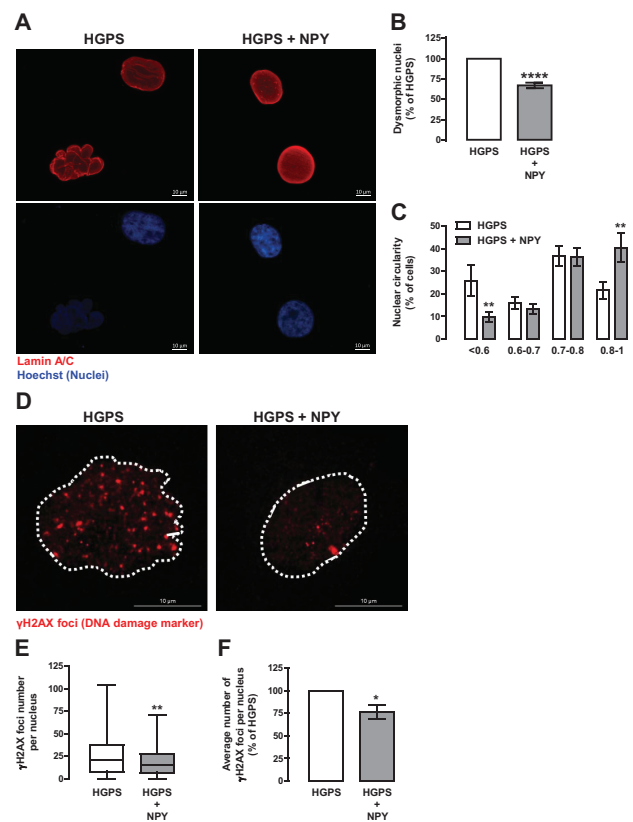 A
HGPS
HGPS + NPY
10 µm
10 µm
10 µm
10 µm
Lamin A/C
Hoechst (Nuclei)
B
Dysmorphic nuclei
(% of HGPS)
125
100
75
50
25
0
****
HGPS
HGPS
+
NPY
C
Nuclear circularity
(% of cells)
HGPS
HGPS + NPY
50
40
30
20
10
0
**
**
<0.6
0.6-0.7
0.7-0.8
0.8-1
D
HGPS
HGPS + NPY
10 µm
10 µm
γH2AX foci (DNA damage marker)
E
γH2AX foci number
per nucleus
125
100
75
50
25
0
**
HGPS
HGPS
+
NPY
F
Average number of
γH2AX foci per nucleus
(% of HGPS)
125
100
75
50
25
0
*
HGPS
HGPS
+
NPY